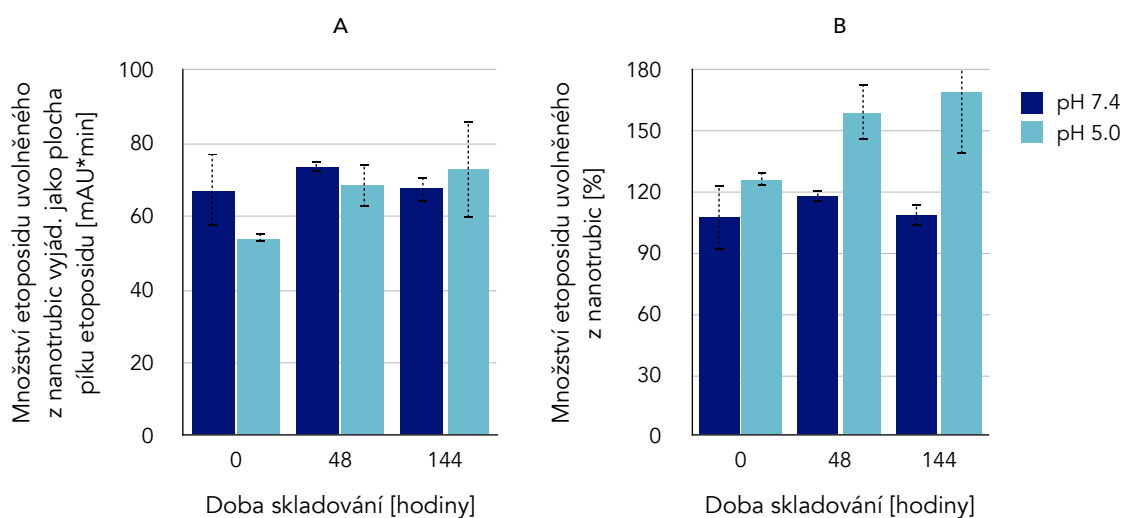 A
Množství etoposidu uvolněného
z nanotrubic vyjád. jako plocha
píku etoposidu [mAU*min]
100
80
60
40
20
0
0 48 144
Doba skladování [hodiny]
B
Množství etoposidu uvolněného
z nanotrubic [%]
180
150
120
90
60
30
0
0 48 144
Doba skladování [hodiny]
pH 7.4
pH 5.0